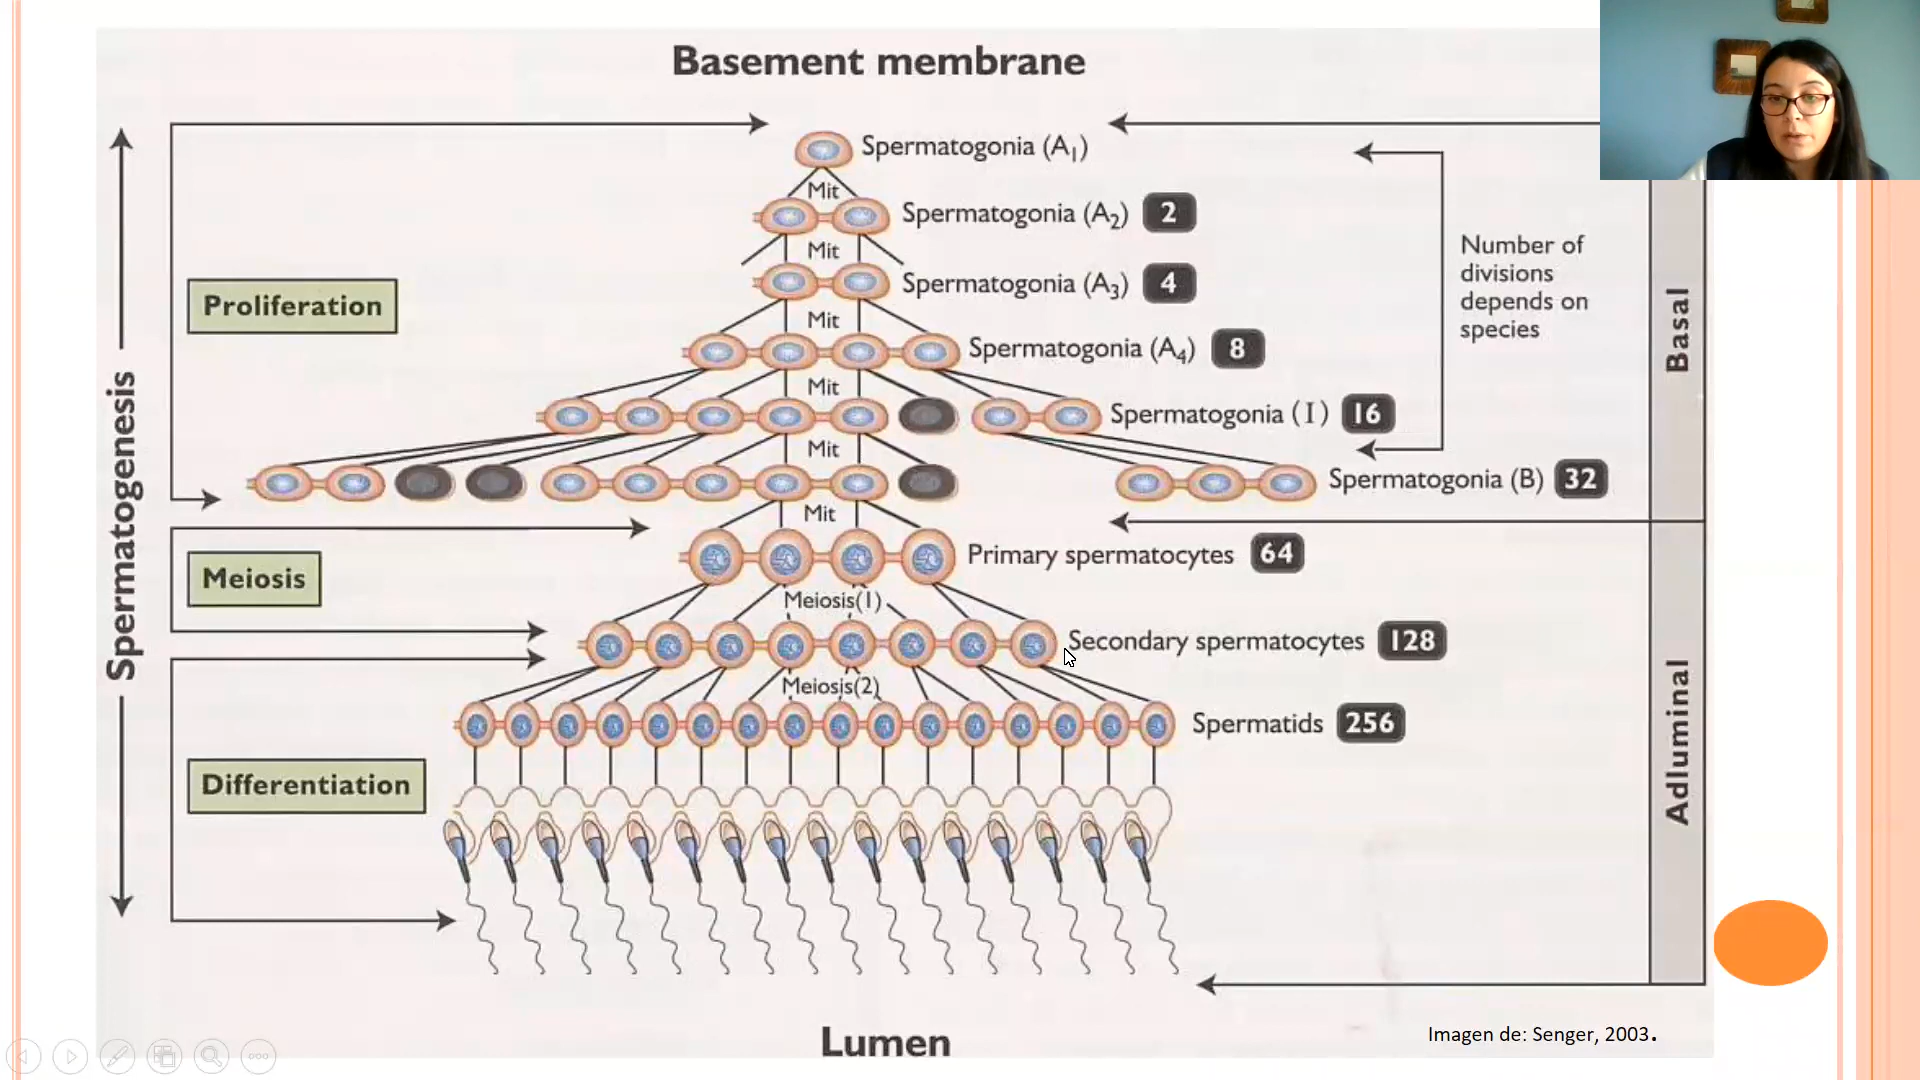 Basement membrane
Spermatogonia (A1)
Mit
Spermatogonia (A2) 2
Mit
Spermatogonia (A3) 4
Mit
Spermatogonia (A4) 8
Mit
Spermatogonia (I) 16
Mit
Spermatogonia (B) 32
Mit
Primary spermatocytes 64
Meiosis(1)
Secondary spermatocytes 128
Meiosis(2)
Spermatids 256
Number of
divisions
depends on
species
Spermatogenesis
Proliferation
Meiosis
Differentiation
Basal
Adluminal
Lumen
Imagen de: Senger, 2003.